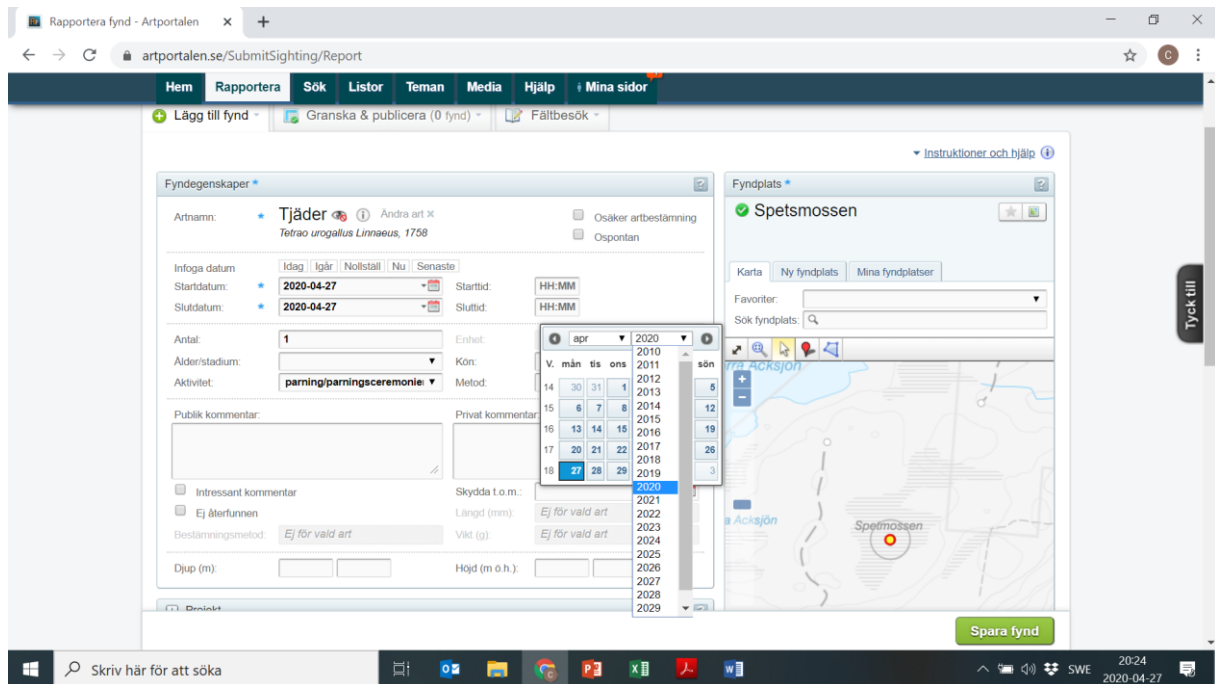 Rapportera fynd - Artportalen
artportalen.se/SubmitSighting/Report
C
Hem Rapportera Sök Listor Teman Media Hjälp Mina sidor
Lägg till fynd Granska & publicera (0 fynd) Fältbesök
Instruktioner och hjälp
Fyndegenskaper *
Artnamn: * Tjäder Ändra art ×
Tetrao urogallus Linnaeus, 1758
Osäker artbestämning
Ospontan
Infoga datum Idag Igår Nollställ Nu Senaste
Startdatum: * 2020-04-27 Starttid: HH:MM
Slutdatum: * 2020-04-27 Sluttid: HH:MM
Antal: 1 Enhet:
Ålder/stadium: Kön:
Aktivitet: parning/parningsceremonie Metod:
Publik kommentar: Privat kommentar:
Intressant kommentar Skydda t.o.m.:
Ej återfunnen Längd (mm): Ej för vald art
Bestämningsmetod: Ej för vald art Vikt (g): Ej för vald art
Djup (m): Höjd (m ö.h.):
Projekt
apr 2020
V. mån tis ons sön
14 30 31 1 5
15 6 7 8 12
16 13 14 15 19
17 20 21 22 26
18 27 28 29 3
2010
2011
2012
2013
2014
2015
2016
2017
2018
2019
2020
2021
2022
2023
2024
2025
2026
2027
2028
2029
Fyndplats *
Spetsmossen
Karta Ny fyndplats Mina fyndplatser
Favoriter:
Sök fyndplats:
Acksjön
Acksjön
Spetmossen
Tyck till
Spara fynd
Skriv här för att söka
SWE
20:24
2020-04-27